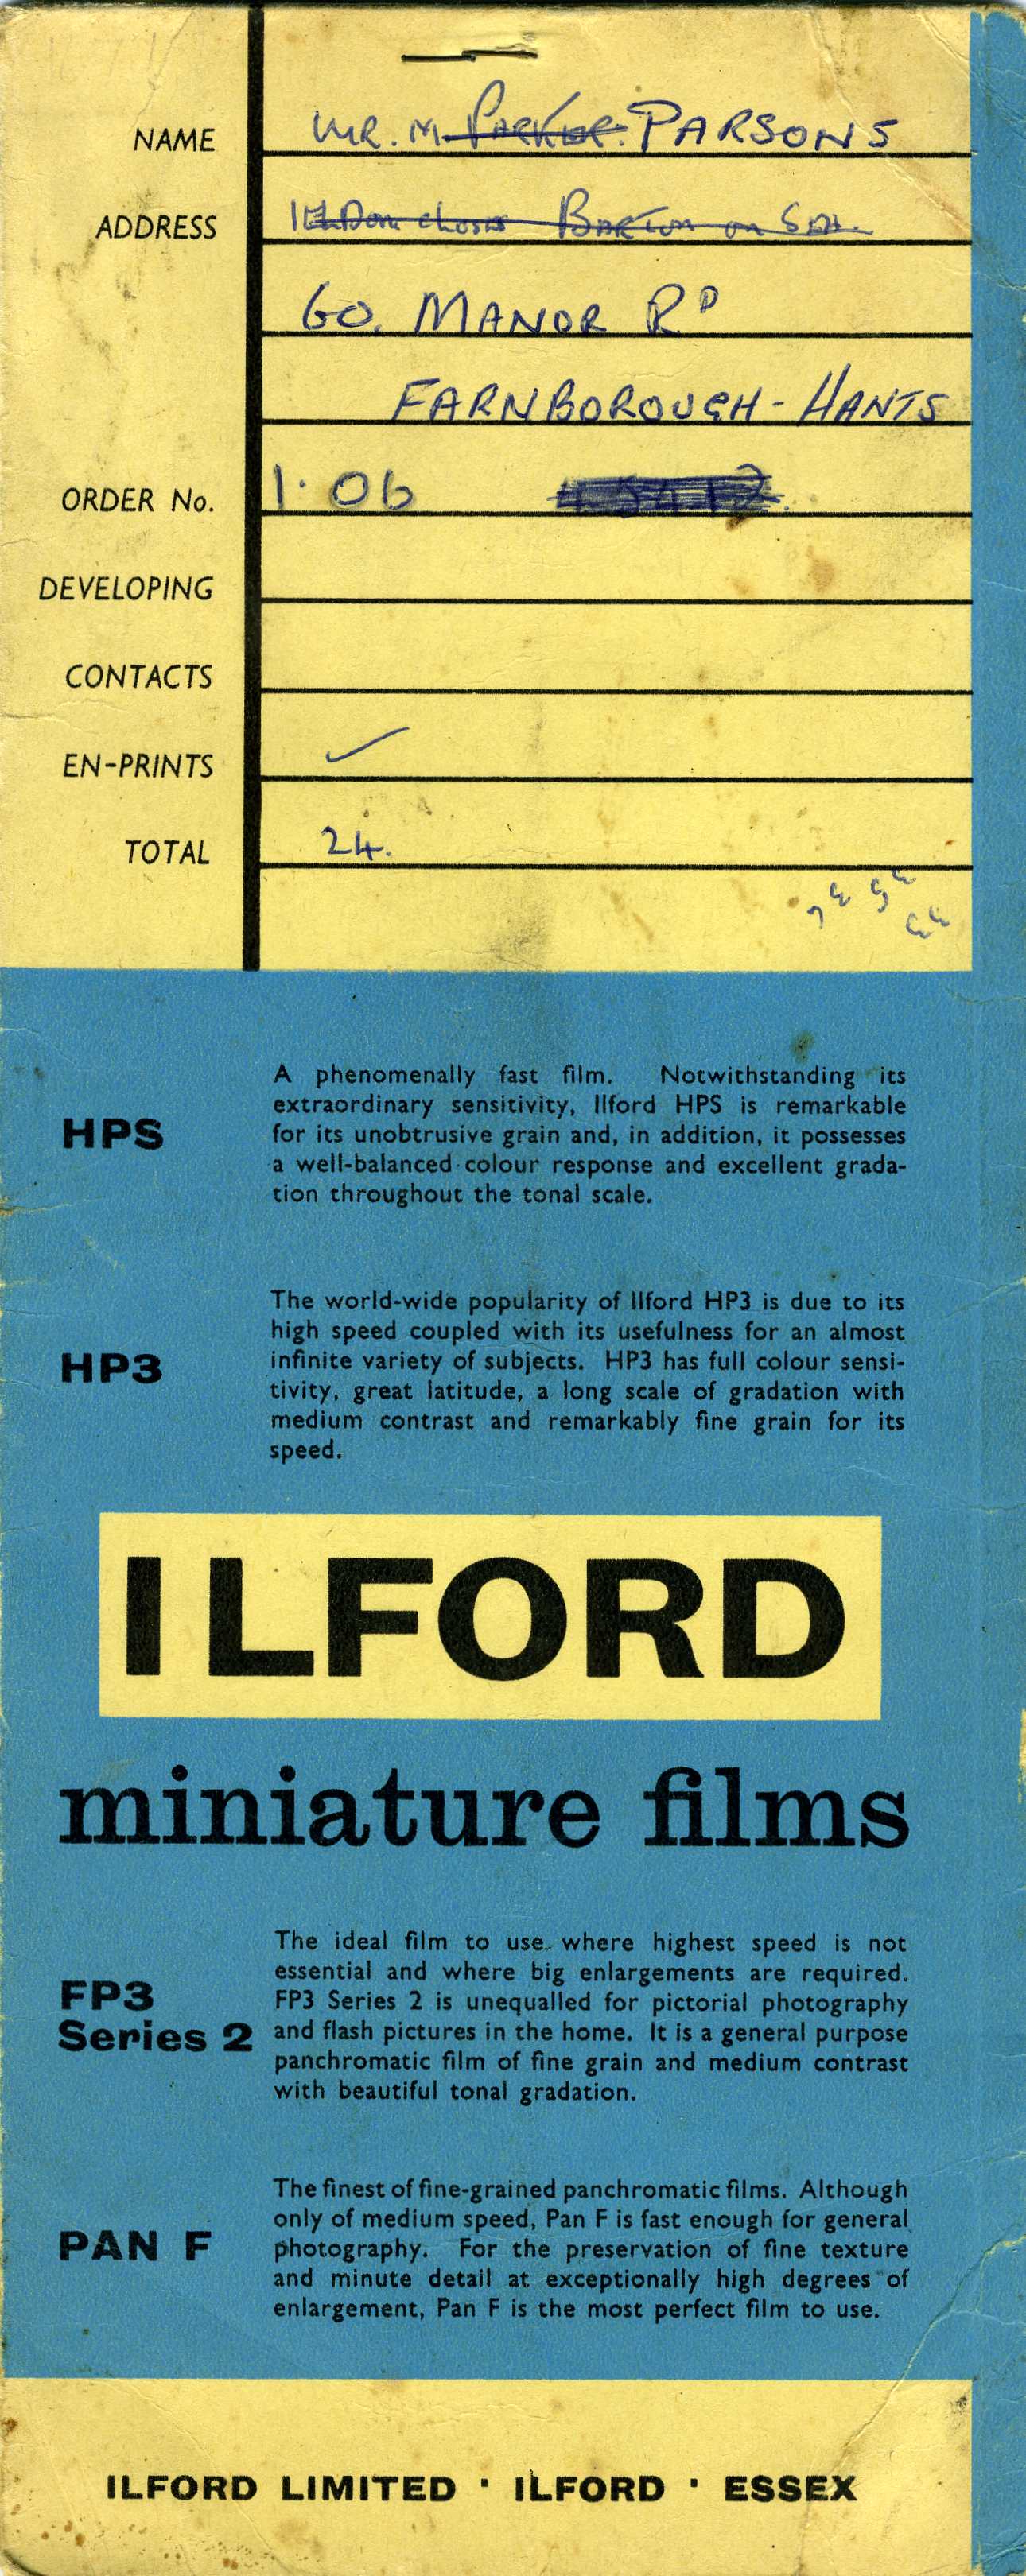 NAME MR. M. PARKER. PARSONS
ADDRESS Barton on Sea.
60. MANOR RD
FARNBOROUGH - HANTS
ORDER No. 1.06
DEVELOPING
CONTACTS
EN-PRINTS ✓
TOTAL 24.
HPS
A phenomenally fast film. Notwithstanding its
extraordinary sensitivity, Ilford HPS is remarkable
for its unobtrusive grain and, in addition, it possesses
a well-balanced colour response and excellent grada-
tion throughout the tonal scale.
HP3
The world-wide popularity of Ilford HP3 is due to its
high speed coupled with its usefulness for an almost
infinite variety of subjects. HP3 has full colour sensi-
tivity, great latitude, a long scale of gradation with
medium contrast and remarkably fine grain for its
speed.
ILFORD
miniature films
FP3
Series 2
The ideal film to use where highest speed is not
essential and where big enlargements are required.
FP3 Series 2 is unequalled for pictorial photography
and flash pictures in the home. It is a general purpose
panchromatic film of fine grain and medium contrast
with beautiful tonal gradation.
PAN F
The finest of fine-grained panchromatic films. Although
only of medium speed, Pan F is fast enough for general
photography. For the preservation of fine texture
and minute detail at exceptionally high degrees of
enlargement, Pan F is the most perfect film to use.
ILFORD LIMITED · ILFORD · ESSEX